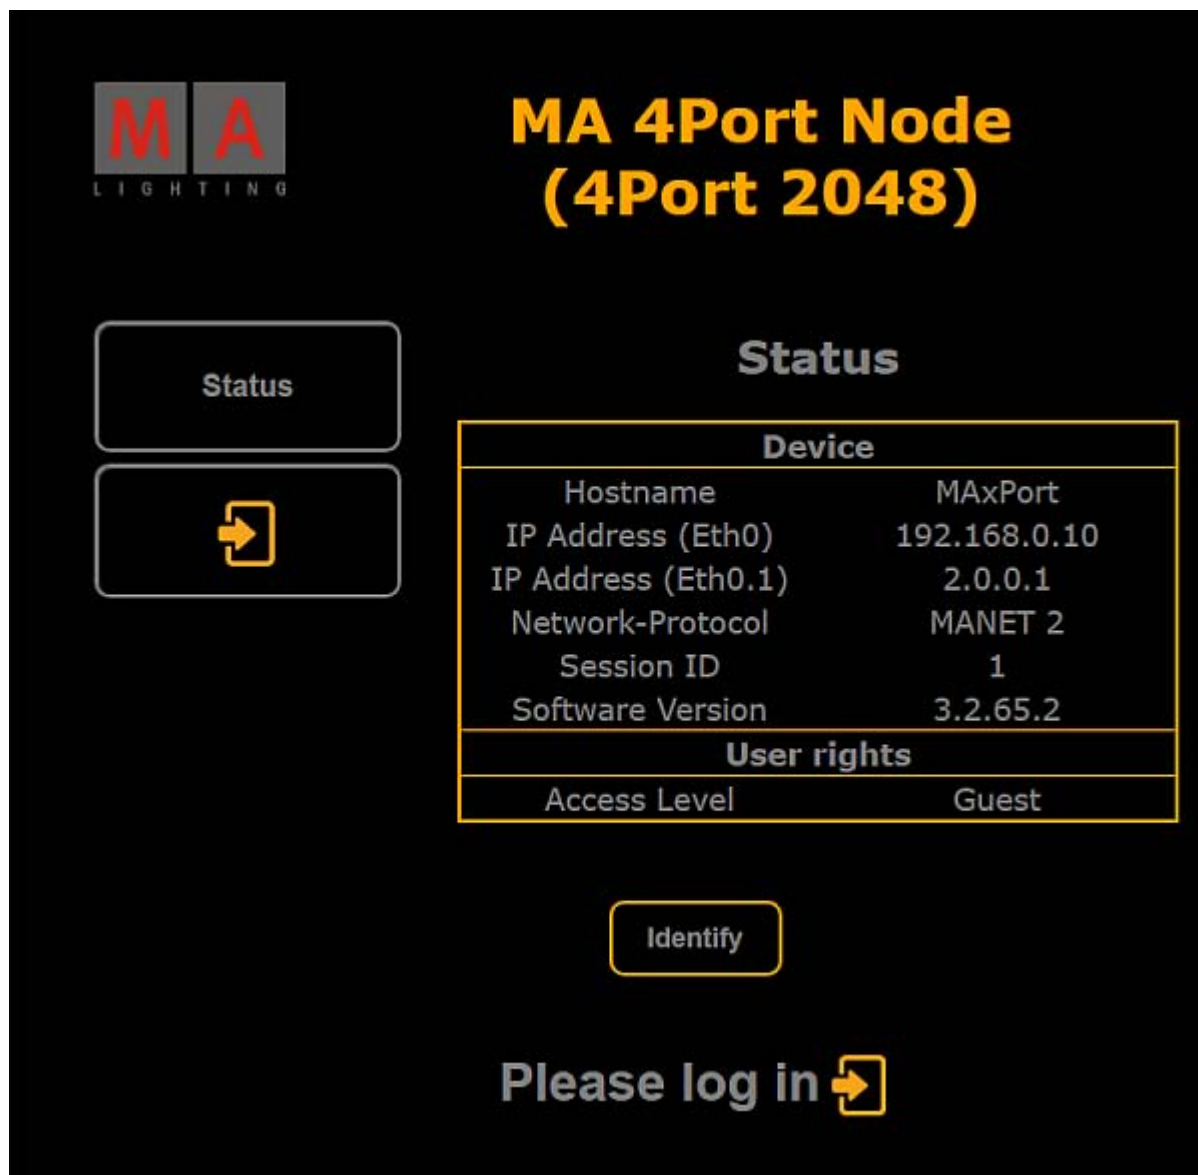 MA
LIGHTING
MA 4Port Node
(4Port 2048)
Status
Status
Device
Hostname MAxPort
IP Address (Eth0) 192.168.0.10
IP Address (Eth0.1) 2.0.0.1
Network-Protocol MANET 2
Session ID 1
Software Version 3.2.65.2
User rights
Access Level Guest
Identify
Please log in